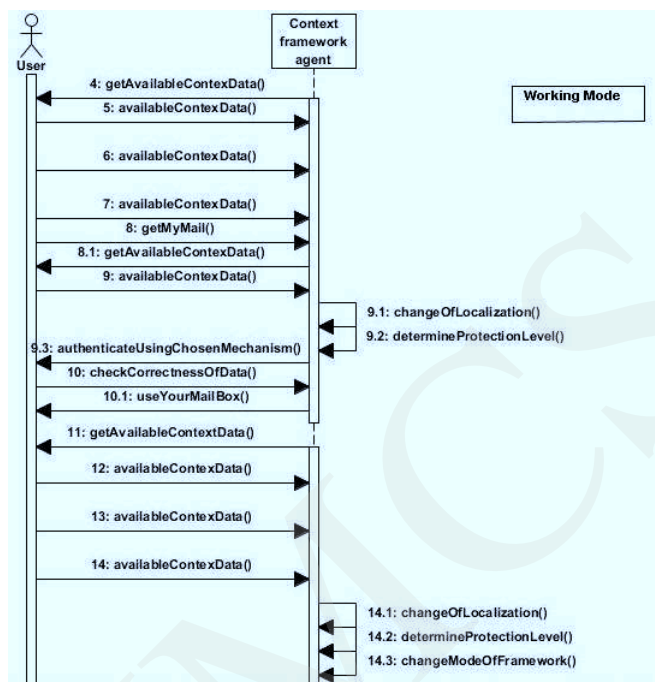 Context
framework
agent
User
Working Mode
4: getAvailableContexData()
5: availableContexData()
6: availableContexData()
7: availableContexData()
8: getMyMail()
8.1: getAvailableContexData()
9: availableContexData()
9.1: changeOfLocalization()
9.2: determineProtectionLevel()
9.3: authenticateUsingChosenMechanism()
10: checkCorrectnessOfData()
10.1: useYourMailBox()
11: getAvailableContextData()
12: availableContexData()
13: availableContexData()
14: availableContexData()
14.1: changeOfLocalization()
14.2: determineProtectionLevel()
14.3: changeModeOfFramework()